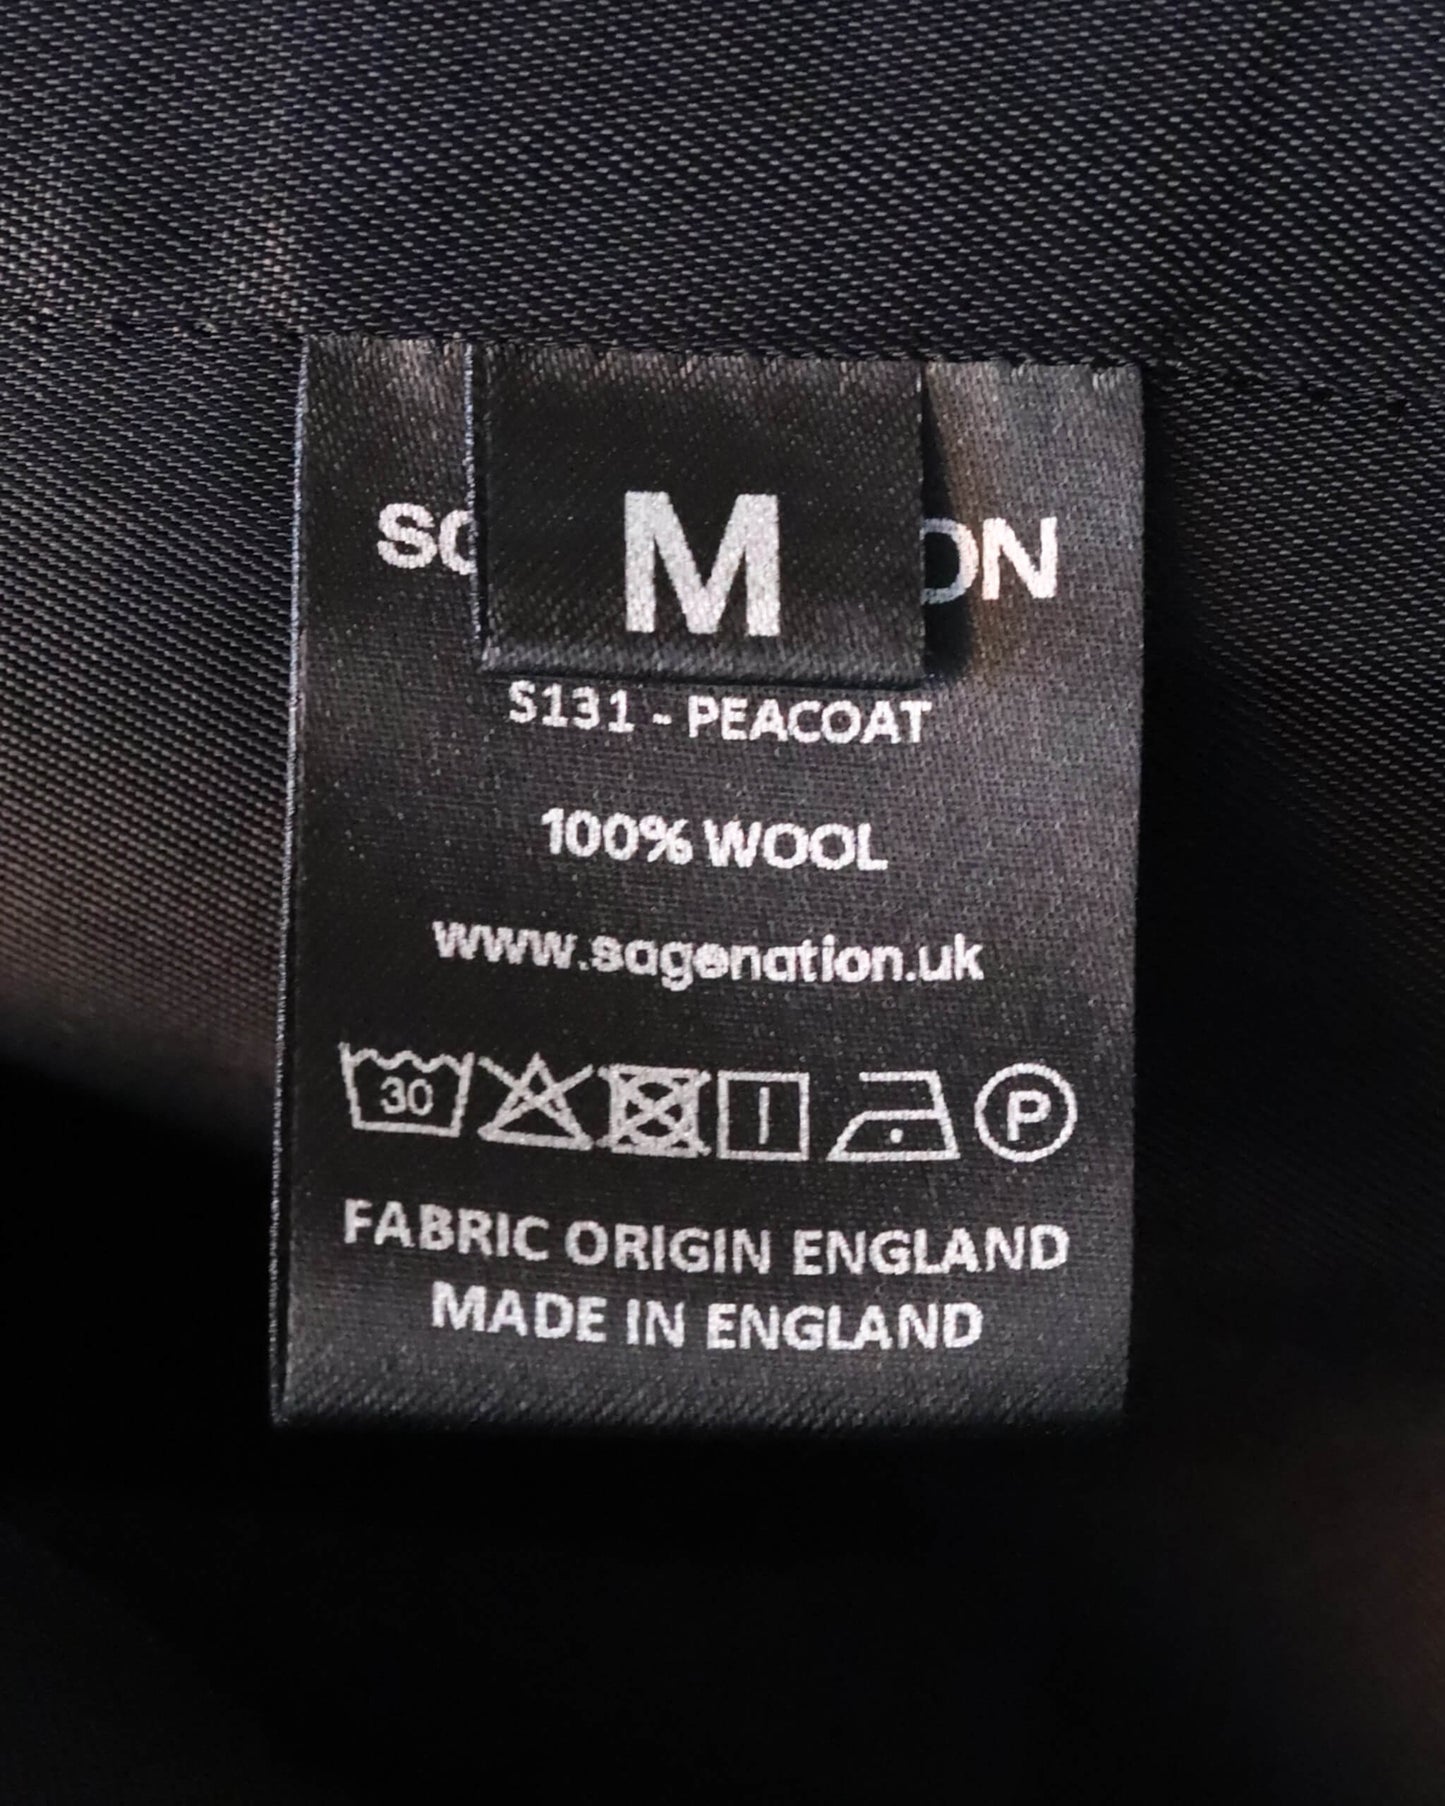 M
S131 - PEACOAT
100% WOOL
www.sagenation.uk
30 P
FABRIC ORIGIN ENGLAND
MADE IN ENGLAND